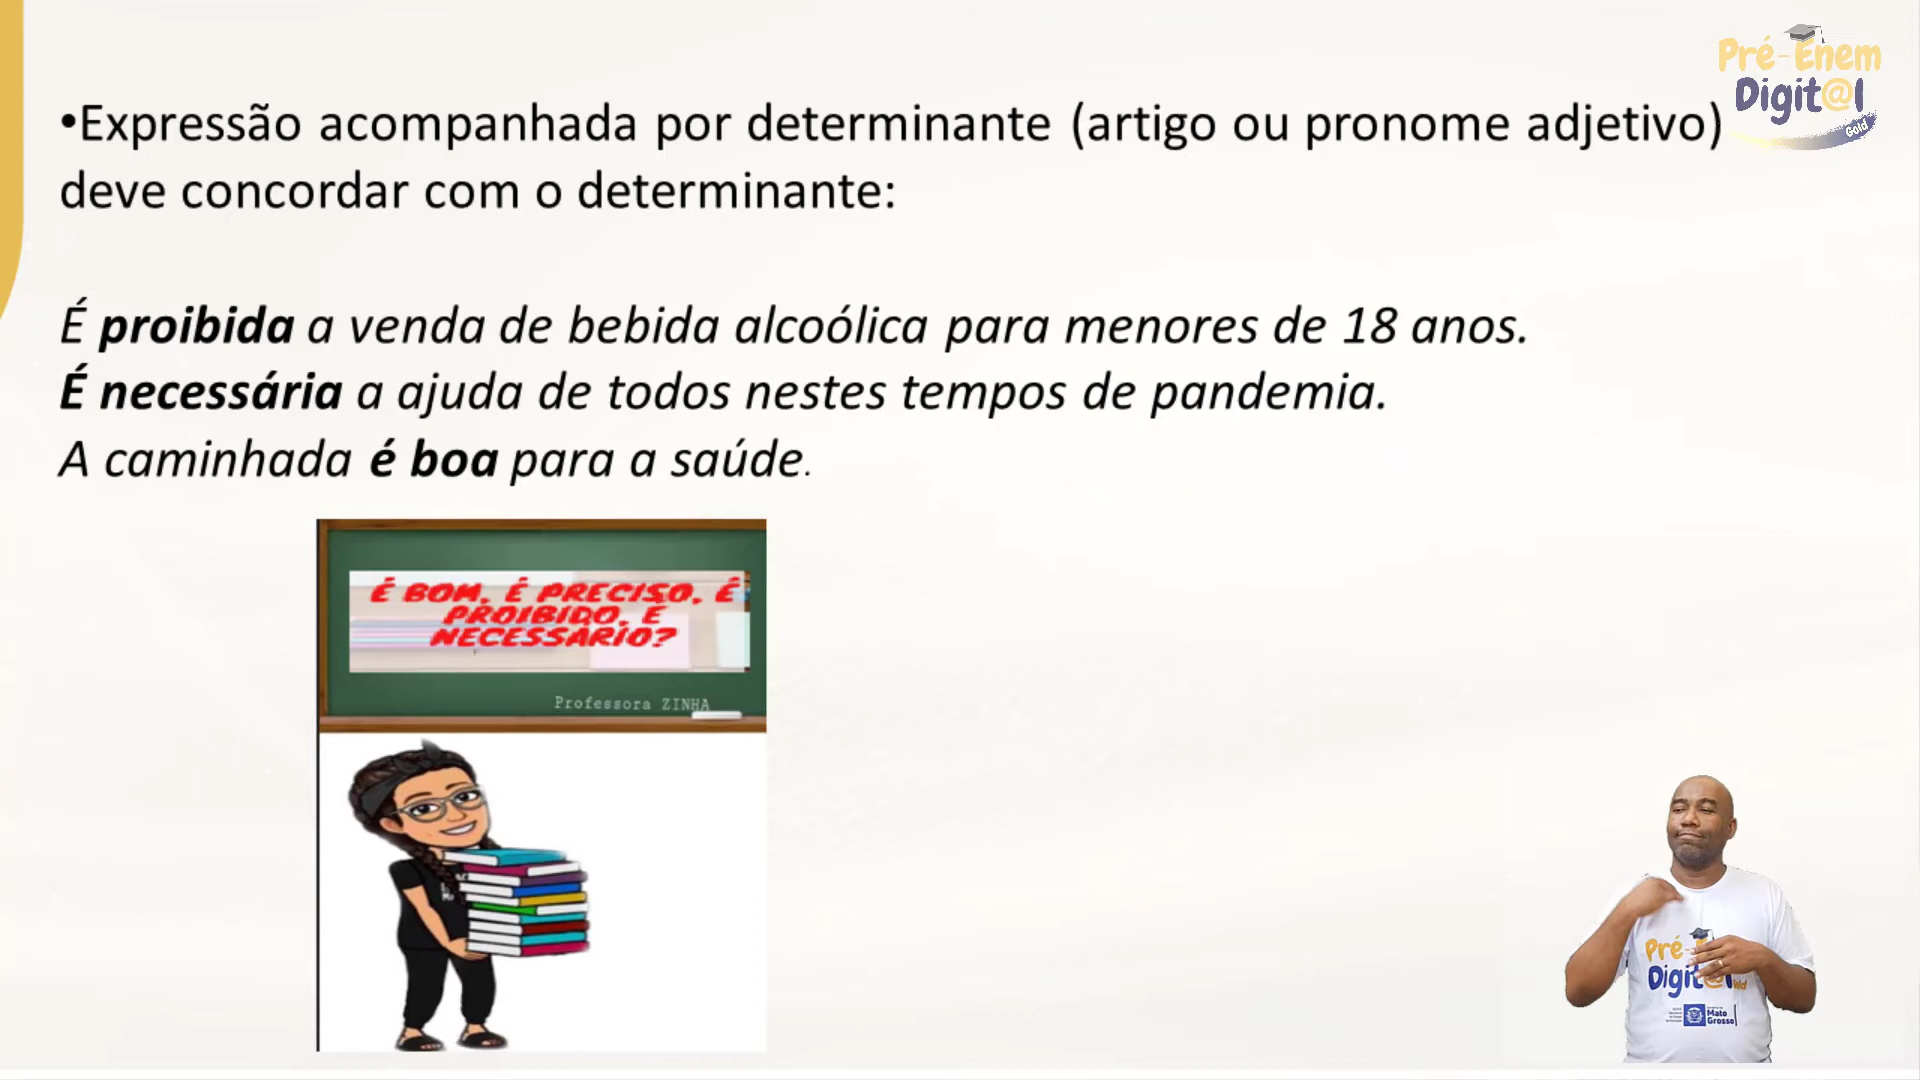 Pré-Enem
Digit@l
Gold
•Expressão acompanhada por determinante (artigo ou pronome adjetivo)
deve concordar com o determinante:
É proibida a venda de bebida alcoólica para menores de 18 anos.
É necessária a ajuda de todos nestes tempos de pandemia.
A caminhada é boa para a saúde.
É BOM, É PRECISO, É
PROIBIDO, É
NECESSÁRIO?
Professora ZINHA
Pré-
Digit@l
Mato
Grosso